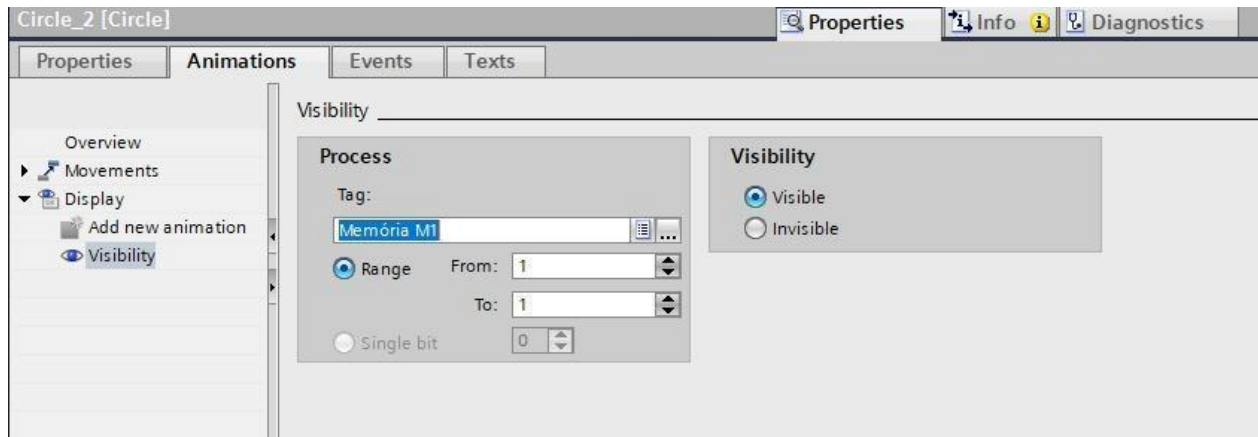 Circle_2 [Circle]
Properties
Info
Diagnostics
Properties
Animations
Events
Texts
Overview
Movements
Display
Add new animation
Visibility
Visibility
Process
Tag:
Memória M1
...
Range From: 1
To: 1
Single bit 0
Visibility
Visible
Invisible